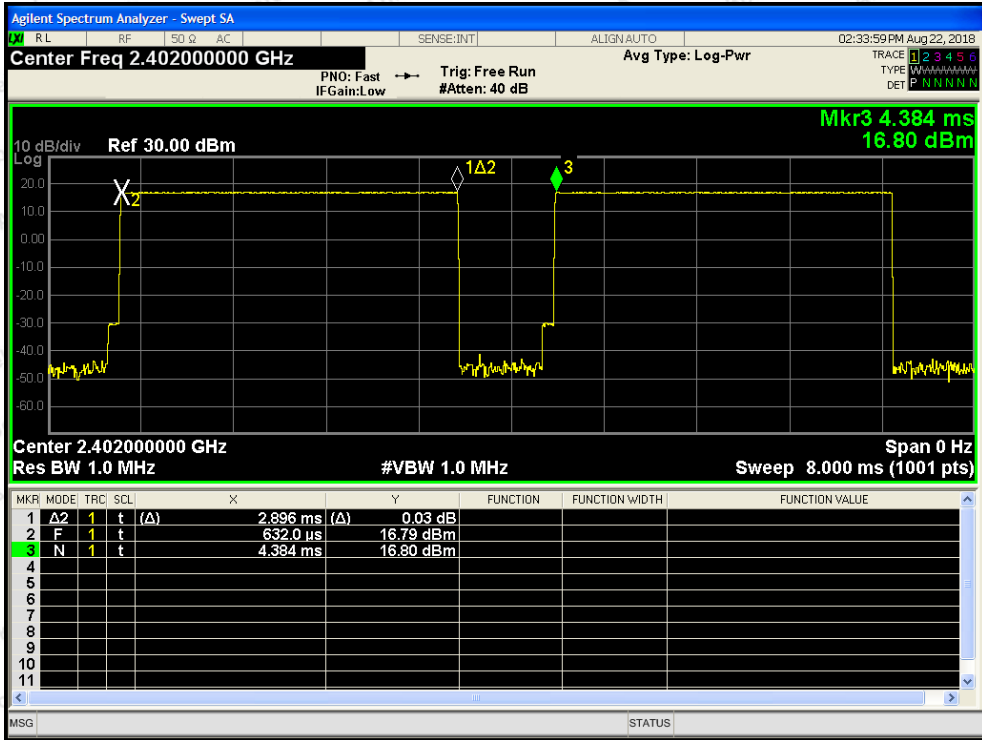 Agilent Spectrum Analyzer - Swept SA
LXI RL RF 50 Ω AC SENSE:INT ALIGN AUTO 02:33:59 PM Aug 22, 2018
Center Freq 2.402000000 GHz Avg Type: Log-Pwr TRACE 1 2 3 4 5 6
PNO: Fast Trig: Free Run TYPE WWWWWW
IFGain:Low #Atten: 40 dB DET P N N N N N
Mkr3 4.384 ms
10 dB/div Ref 30.00 dBm 16.80 dBm
Log
1Δ2 3
20.0
2
10.0
0.00
-10.0
-20.0
-30.0
-40.0
-50.0
-60.0
Center 2.402000000 GHz Span 0 Hz
Res BW 1.0 MHz #VBW 1.0 MHz Sweep 8.000 ms (1001 pts)
MKR MODE TRC SCL X Y FUNCTION FUNCTION WIDTH FUNCTION VALUE
1 Δ2 1 t (Δ) 2.896 ms (Δ) 0.03 dB
2 F 1 t 632.0 µs 16.79 dBm
3 N 1 t 4.384 ms 16.80 dBm
4
5
6
7
8
9
10
11
MSG STATUS